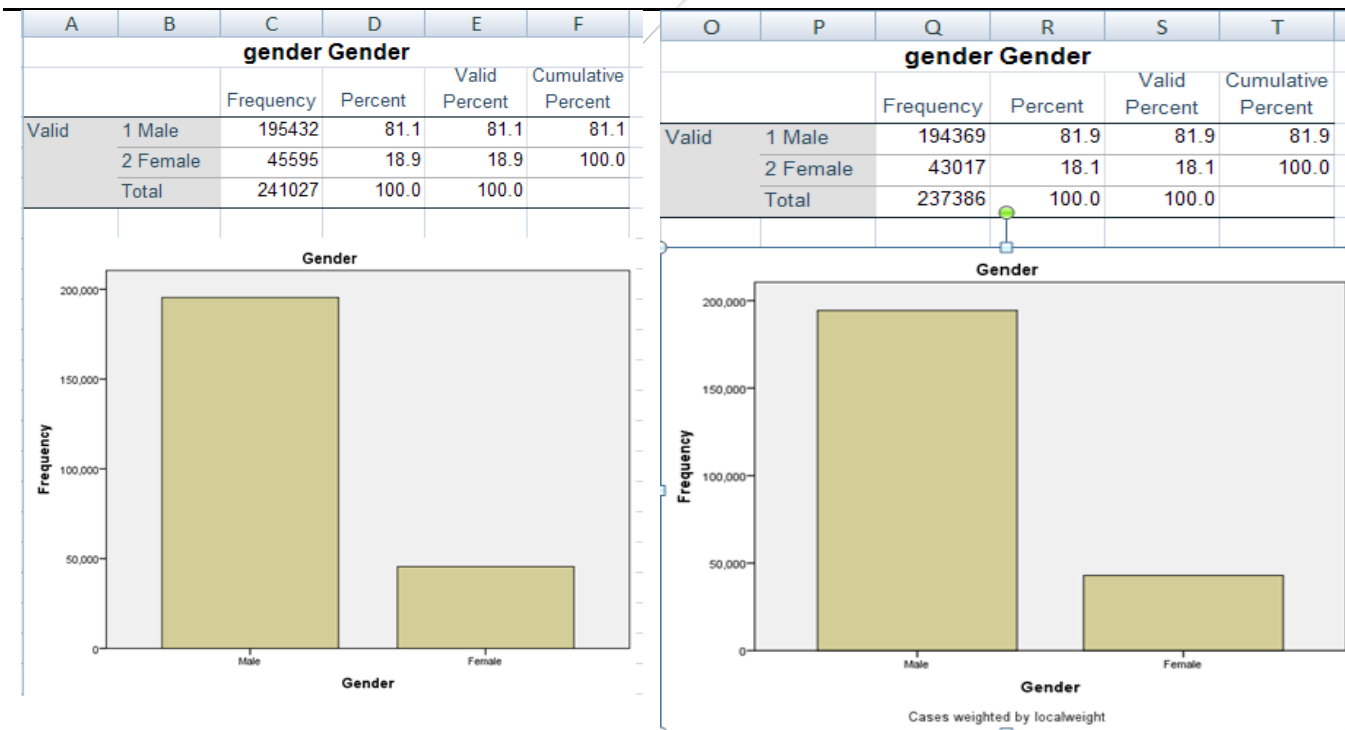 A B C D E F
gender Gender
Frequency Percent Valid Percent Cumulative Percent
Valid 1 Male 195432 81.1 81.1 81.1
2 Female 45595 18.9 18.9 100.0
Total 241027 100.0 100.0
Gender
200,000
150,000
100,000
50,000
0
Frequency
Male Female
Gender
O P Q R S T
gender Gender
Frequency Percent Valid Percent Cumulative Percent
Valid 1 Male 194369 81.9 81.9 81.9
2 Female 43017 18.1 18.1 100.0
Total 237386 100.0 100.0
Gender
200,000
150,000
100,000
50,000
0
Frequency
Male Female
Gender
Cases weighted by localweight